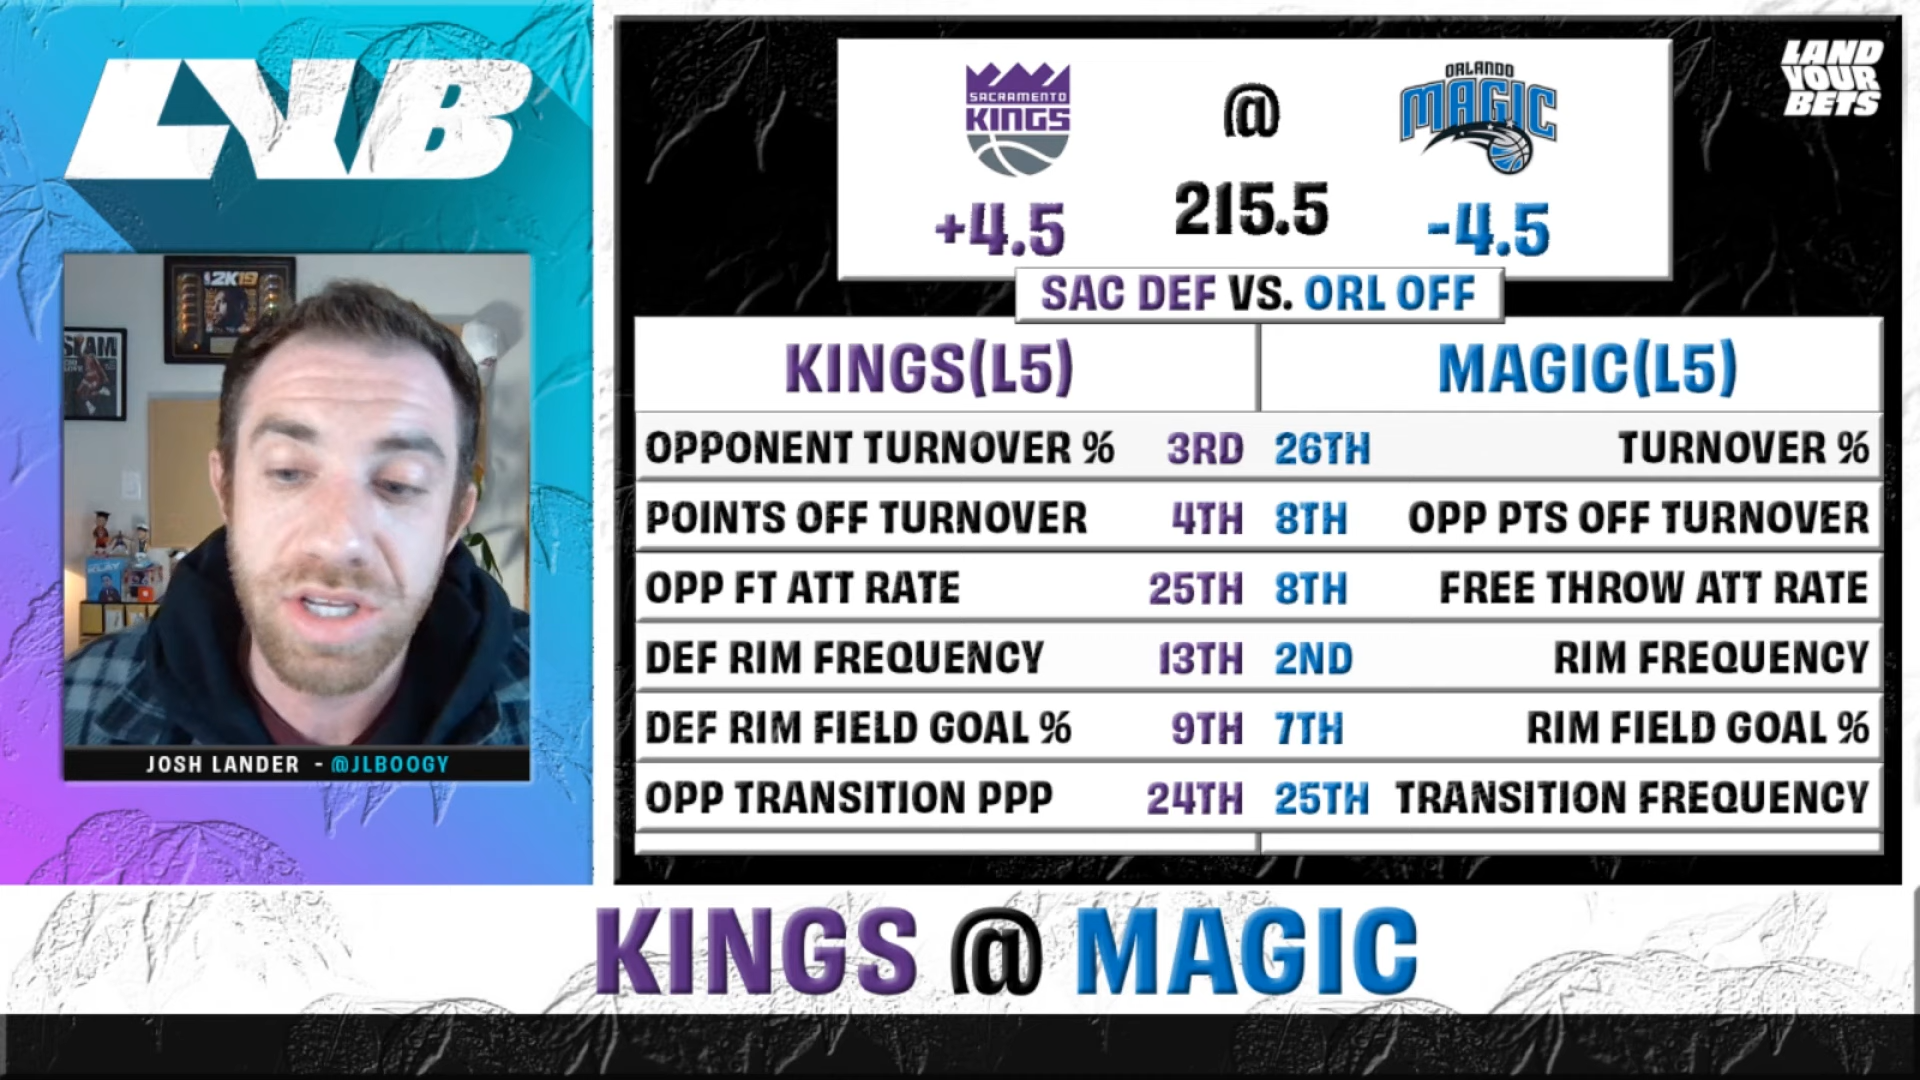 LYB
2K19
SLAM
KLAY
JOSH LANDER - @JLBOOGY
LAND
YOUR
BETS
SACRAMENTO
KINGS
@
ORLANDO
MAGIC
+4.5
215.5
-4.5
SAC DEF VS. ORL OFF
KINGS(L5) MAGIC(L5)
OPPONENT TURNOVER % 3RD 26TH TURNOVER %
POINTS OFF TURNOVER 4TH 8TH OPP PTS OFF TURNOVER
OPP FT ATT RATE 25TH 8TH FREE THROW ATT RATE
DEF RIM FREQUENCY 13TH 2ND RIM FREQUENCY
DEF RIM FIELD GOAL % 9TH 7TH RIM FIELD GOAL %
OPP TRANSITION PPP 24TH 25TH TRANSITION FREQUENCY
KINGS @ MAGIC